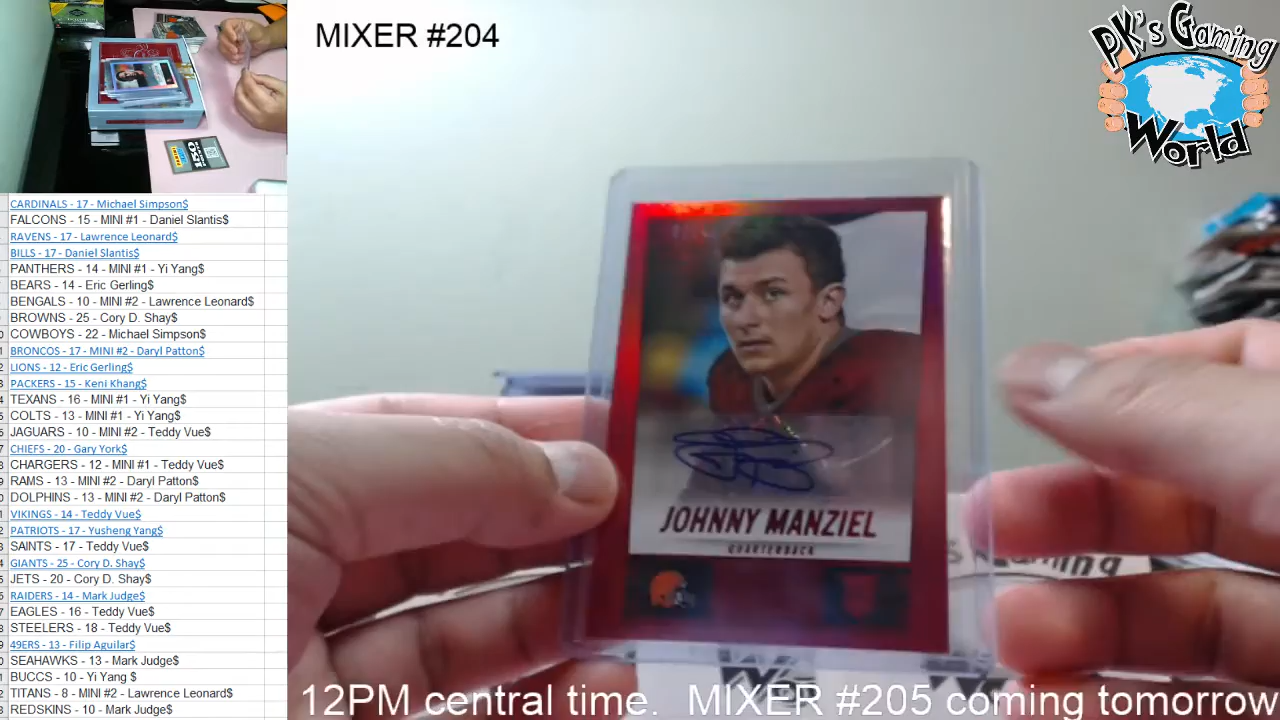 MIXER #204
PK's Gaming
World
PANINI
CARDINALS - 17 - Michael Simpson$
FALCONS - 15 - MINI #1 - Daniel Slantis$
RAVENS - 17 - Lawrence Leonard$
BILLS - 17 - Daniel Slantis$
PANTHERS - 14 - MINI #1 - Yi Yang$
BEARS - 14 - Eric Gerling$
BENGALS - 10 - MINI #2 - Lawrence Leonard$
BROWNS - 25 - Cory D. Shay$
COWBOYS - 22 - Michael Simpson$
BRONCOS - 17 - MINI #2 - Daryl Patton$
LIONS - 12 - Eric Gerling$
PACKERS - 15 - Keni Khang$
TEXANS - 16 - MINI #1 - Yi Yang$
COLTS - 13 - MINI #1 - Yi Yang$
JAGUARS - 10 - MINI #2 - Teddy Vue$
CHIEFS - 20 - Gary York$
CHARGERS - 12 - MINI #1 - Teddy Vue$
RAMS - 13 - MINI #2 - Daryl Patton$
DOLPHINS - 13 - MINI #2 - Daryl Patton$
VIKINGS - 14 - Teddy Vue$
PATRIOTS - 17 - Yusheng Yang$
SAINTS - 17 - Teddy Vue$
GIANTS - 25 - Cory D. Shay$
JETS - 20 - Cory D. Shay$
RAIDERS - 14 - Mark Judge$
EAGLES - 16 - Teddy Vue$
STEELERS - 18 - Teddy Vue$
49ERS - 13 - Filip Aguilar$
SEAHAWKS - 13 - Mark Judge$
BUCCS - 10 - Yi Yang $
TITANS - 8 - MINI #2 - Lawrence Leonard$
REDSKINS - 10 - Mark Judge$
JOHNNY MANZIEL
QUARTERBACK
12PM central time. MIXER #205 coming tomorrow